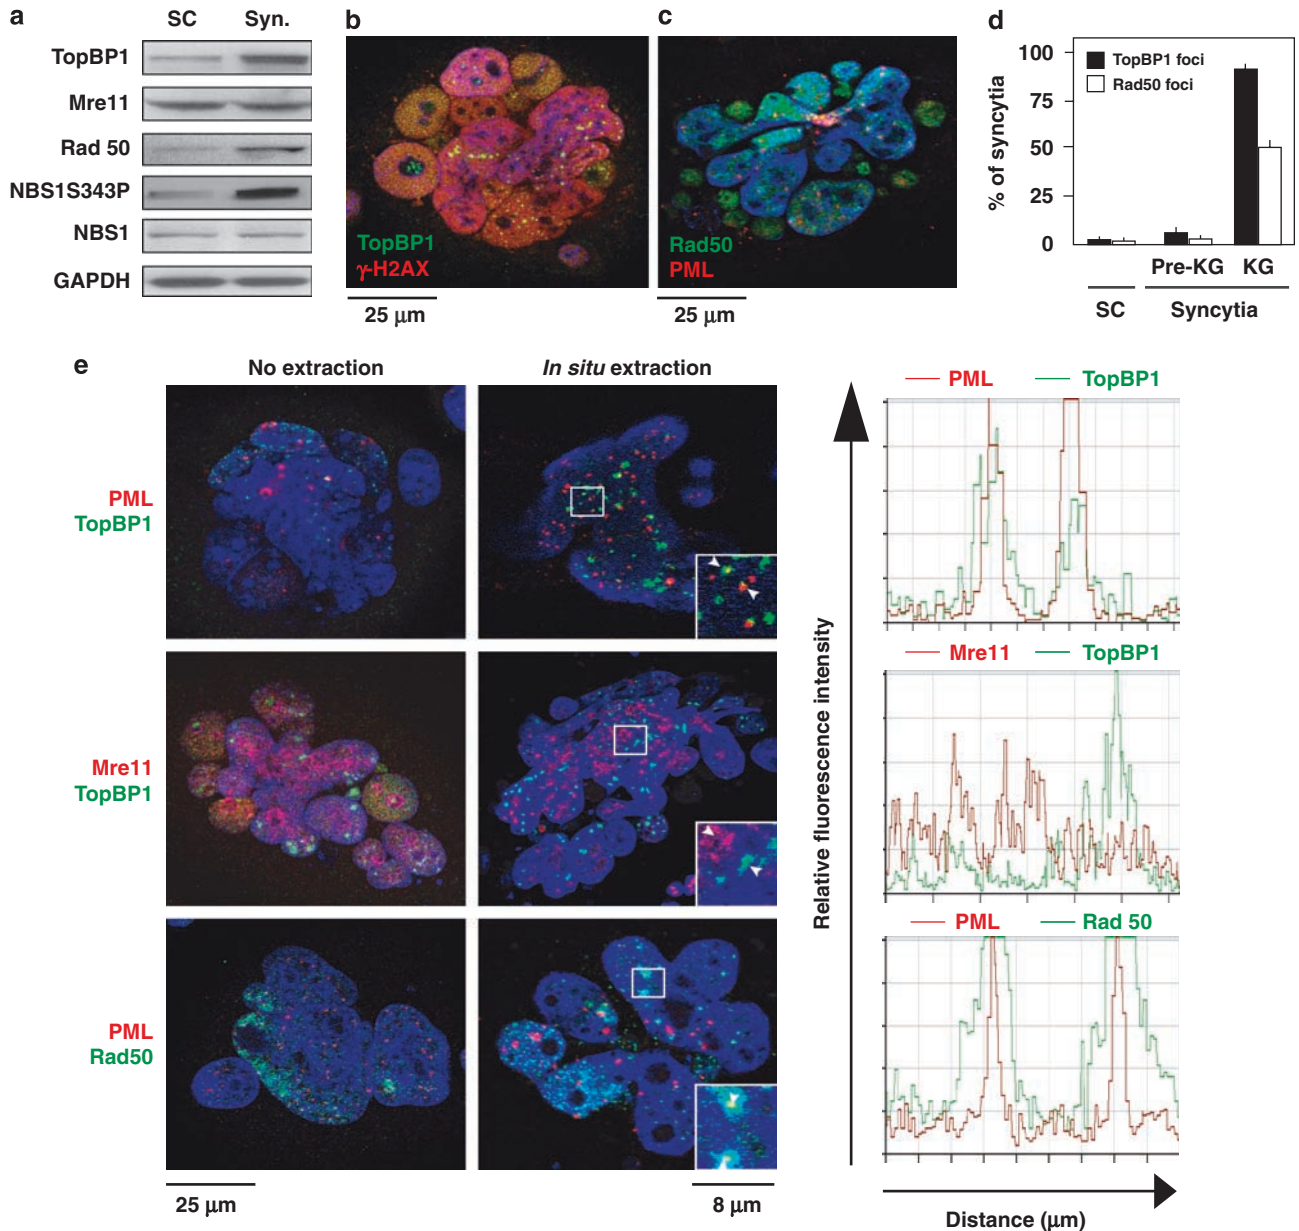 a
SC Syn.
TopBP1
Mre11
Rad 50
NBS1S343P
NBS1
GAPDH
b
TopBP1
γ-H2AX
25 μm
c
Rad50
PML
25 μm
d
% of syncytia
100
75
50
25
0
TopBP1 foci
Rad50 foci
Pre-KG KG
SC Syncytia
e
No extraction In situ extraction
PML
TopBP1
Mre11
TopBP1
PML
Rad50
25 μm
8 μm
Relative fluorescence intensity
PML TopBP1
Mre11 TopBP1
PML Rad 50
Distance (μm)